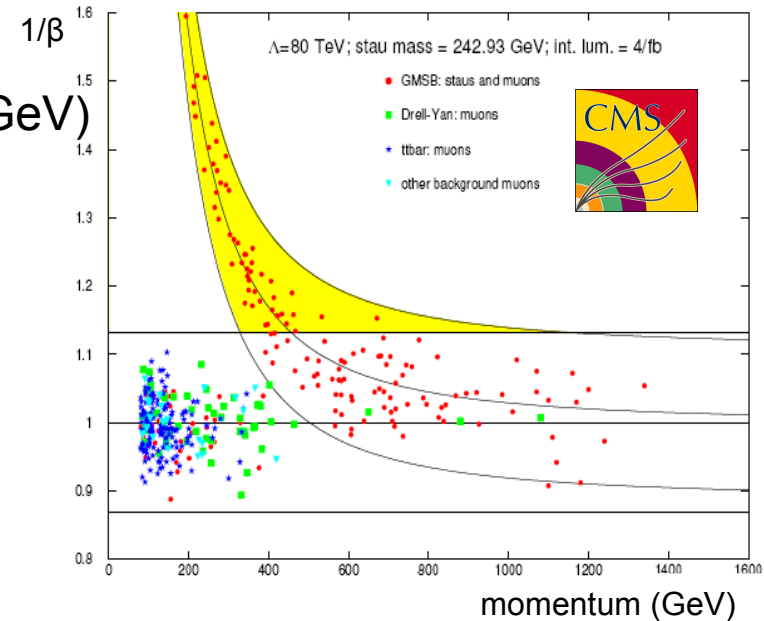 1/β
GeV)
Λ=80 TeV; stau mass = 242.93 GeV; int. lum. = 4/fb
GMSB: staus and muons
Drell-Yan: muons
ttbar: muons
other background muons
CMS
1.6
1.5
1.4
1.3
1.2
1.1
1
0.9
0.8
0 200 400 600 800 1000 1200 1400 1600
momentum (GeV)